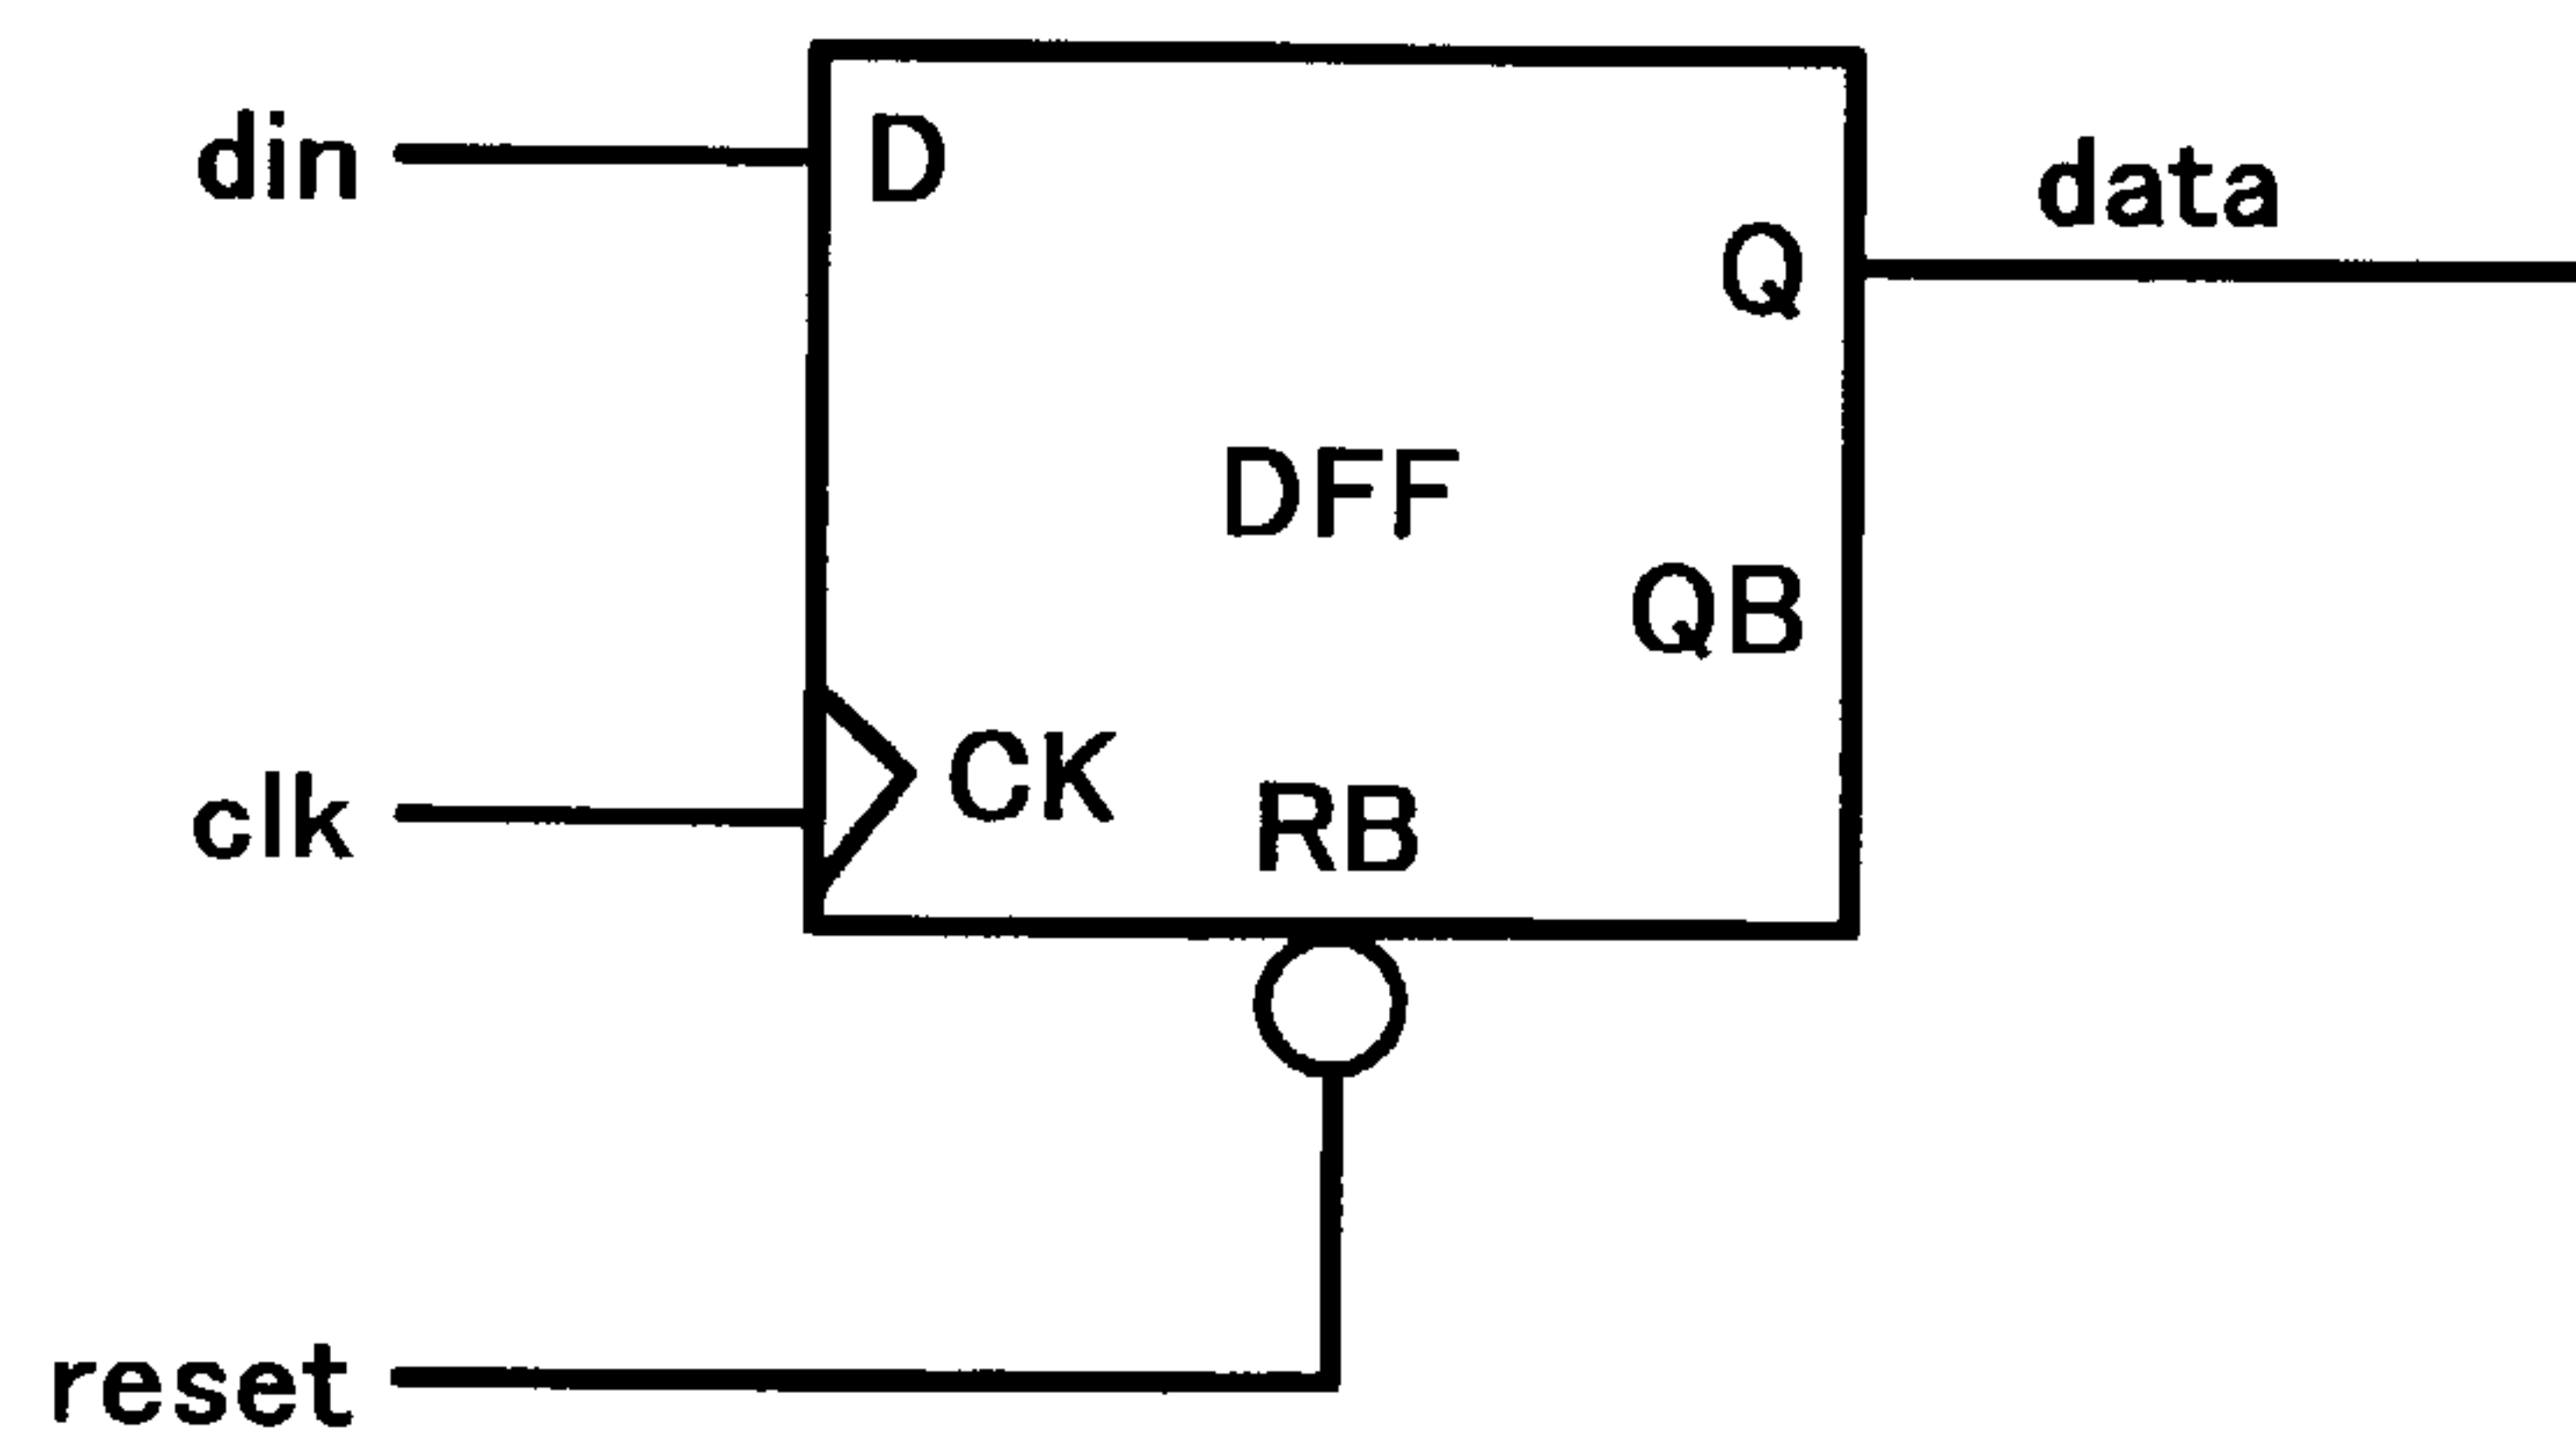 din
D
data
Q
DFF
QB
clk
CK
RB
reset